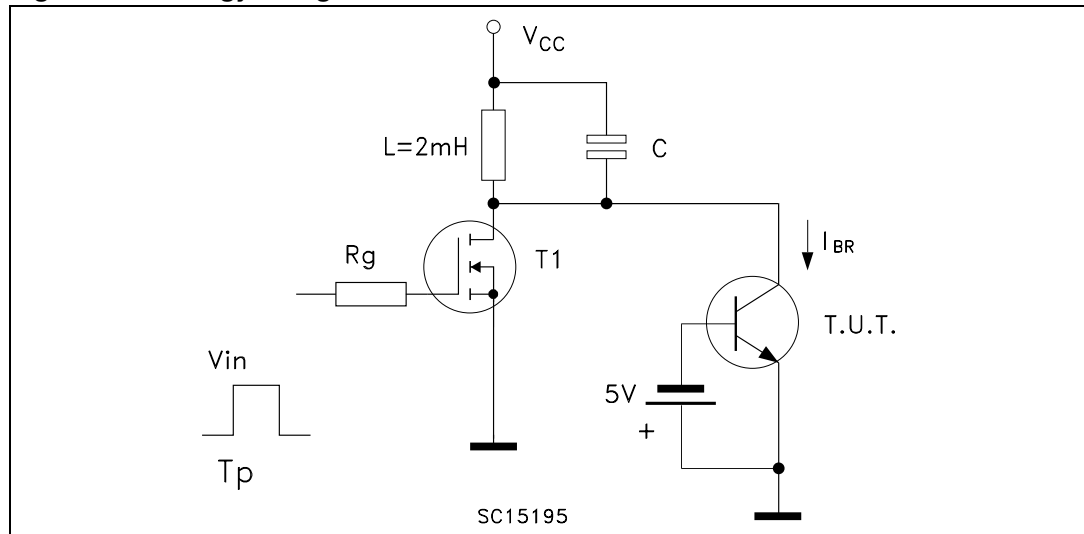 V_CC
L=2mH
C
I_BR
Rg
T1
T.U.T.
Vin
5V
+
Tp
SC15195